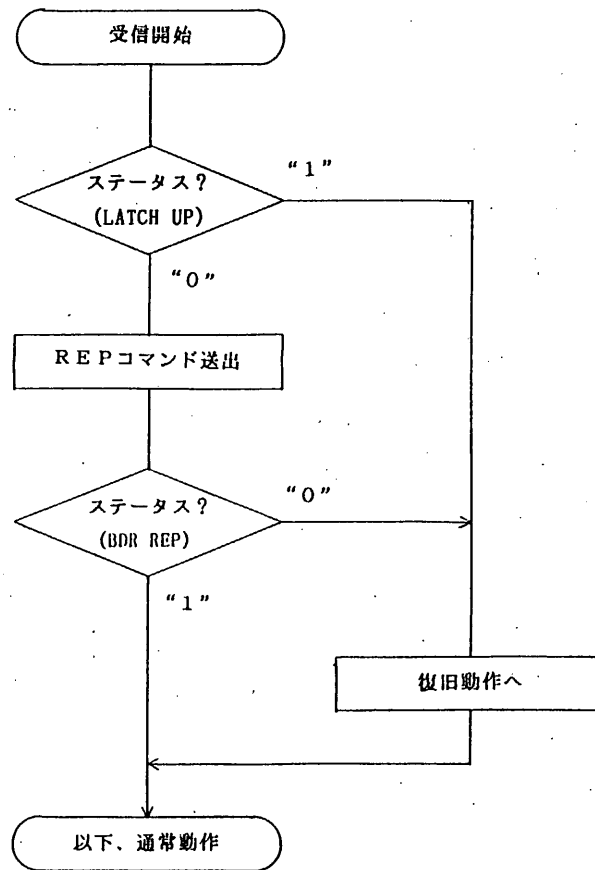 受信開始
ステータス？
(LATCH UP)
“1”
“0”
ＲＥＰコマンド送出
ステータス？
(BDR REP)
“0”
“1”
復旧動作へ
以下、通常動作